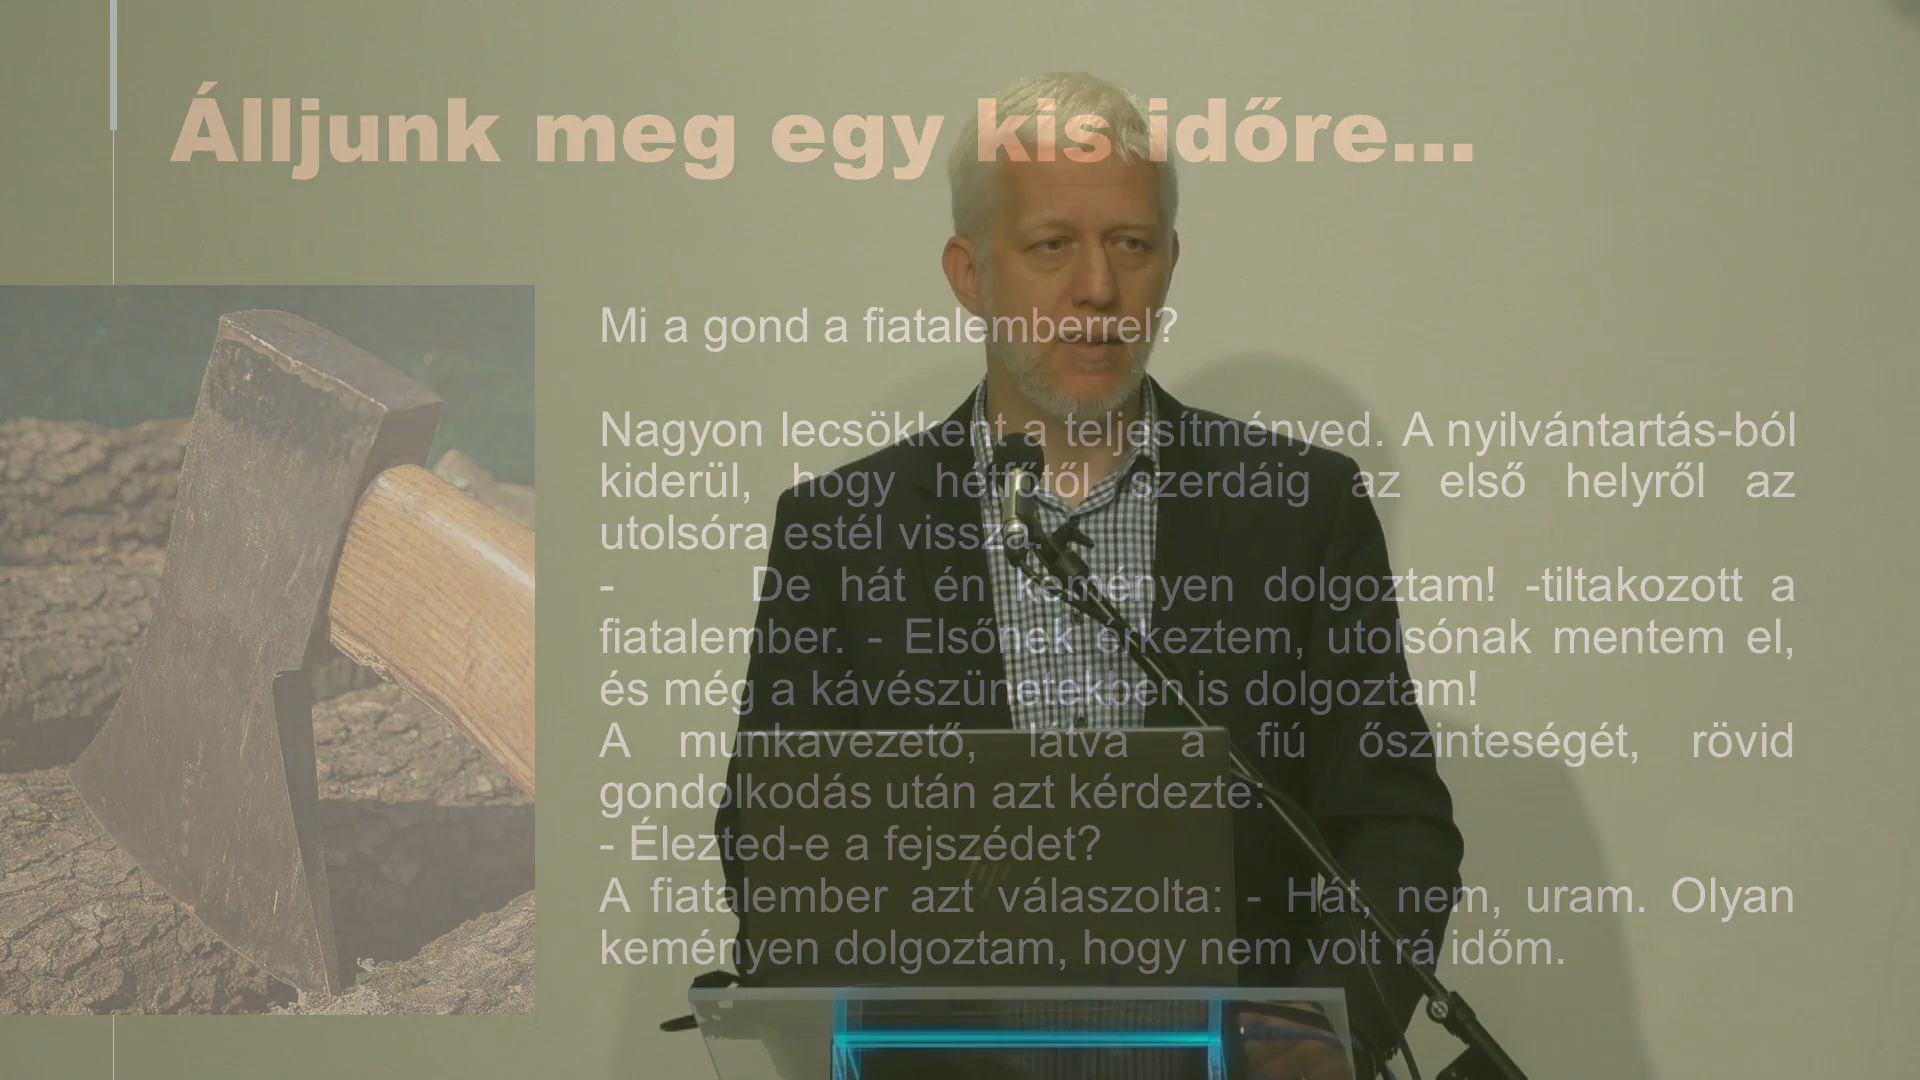 Álljunk meg egy kis időre...
Mi a gond a fiatalemberrel?
Nagyon lecsökkent a teljesítményed. A nyilvántartás-ból
kiderül, hogy hétfőtől szerdáig az első helyről az
utolsóra estél vissza.
- De hát én keményen dolgoztam! -tiltakozott a
fiatalember. - Elsőnek érkeztem, utolsónak mentem el,
és még a kávészünetekben is dolgoztam!
A munkavezető, látva a fiú őszinteségét, rövid
gondolkodás után azt kérdezte:
- Élezted-e a fejszédet?
A fiatalember azt válaszolta: - Hát, nem, uram. Olyan
keményen dolgoztam, hogy nem volt rá időm.
hp